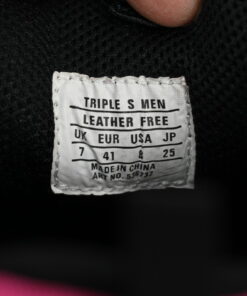 TRIPLE S MEN
LEATHER FREE
UK EUR USA JP
7 41 8 25
MADE IN CHINA
ART NO.